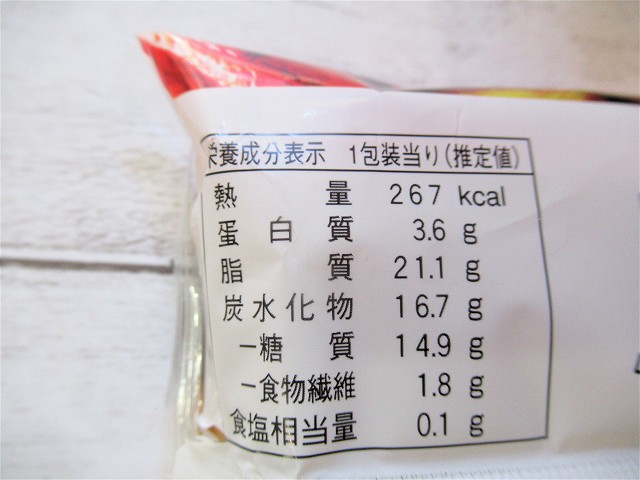 栄養成分表示 1包装当り(推定値)
熱量 267 kcal
蛋白質 3.6 g
脂質 21.1 g
炭水化物 16.7 g
−糖質 14.9 g
−食物繊維 1.8 g
食塩相当量 0.1 g